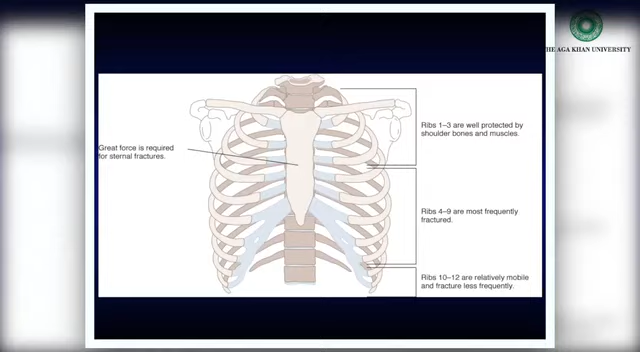 THE AGA KHAN UNIVERSITY
Ribs 1–3 are well protected by
shoulder bones and muscles.
Great force is required
for sternal fractures.
Ribs 4–9 are most frequently
fractured.
Ribs 10–12 are relatively mobile
and fracture less frequently.